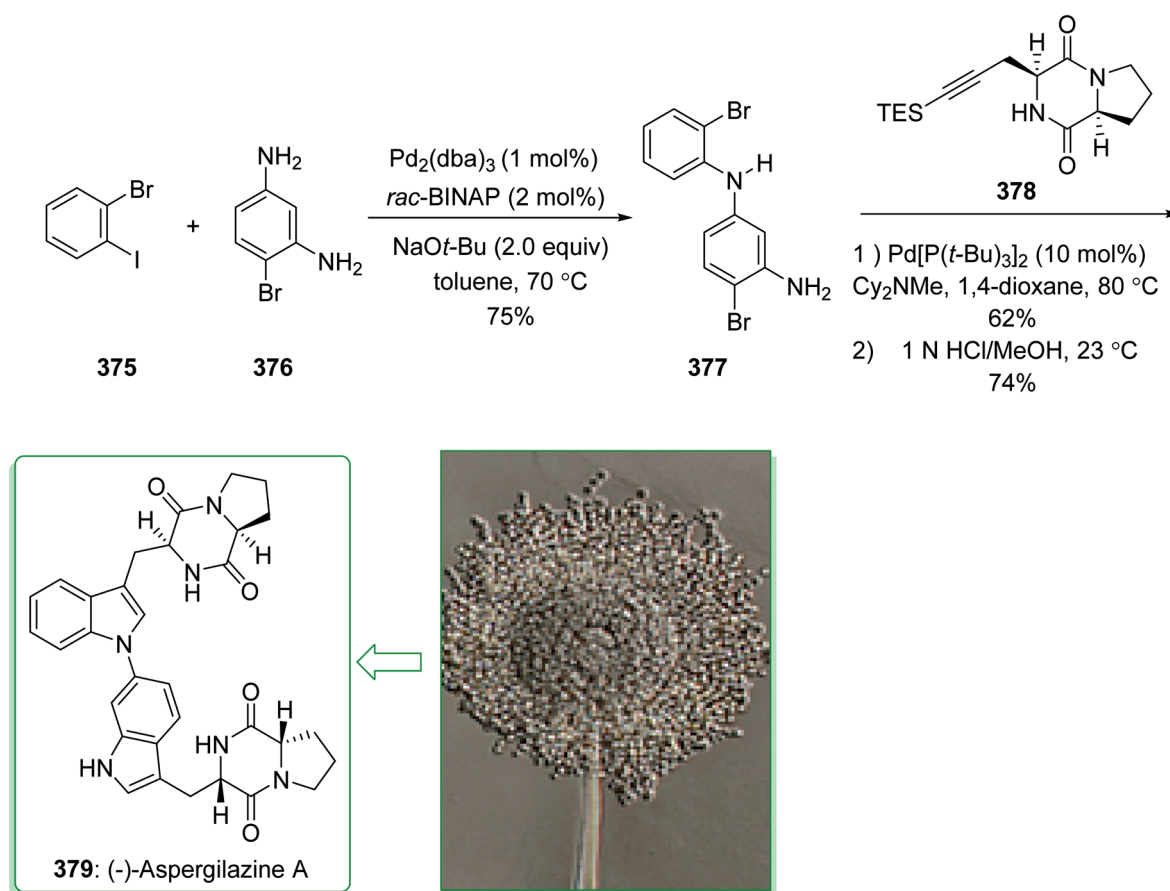 Br
I
375
+
NH2
NH2
Br
376
Pd2(dba)3 (1 mol%)
rac-BINAP (2 mol%)
NaOt-Bu (2.0 equiv)
toluene, 70 °C
75%
Br
N
H
NH2
Br
377
TES
H
O
N
HN
O
H
378
1 ) Pd[P(t-Bu)3]2 (10 mol%)
Cy2NMe, 1,4-dioxane, 80 °C
62%
2) 1 N HCl/MeOH, 23 °C
74%
O
N
H
H
N
H
O
N
O
H
NH
HN
N
H
O
379: (-)-Aspergilazine A